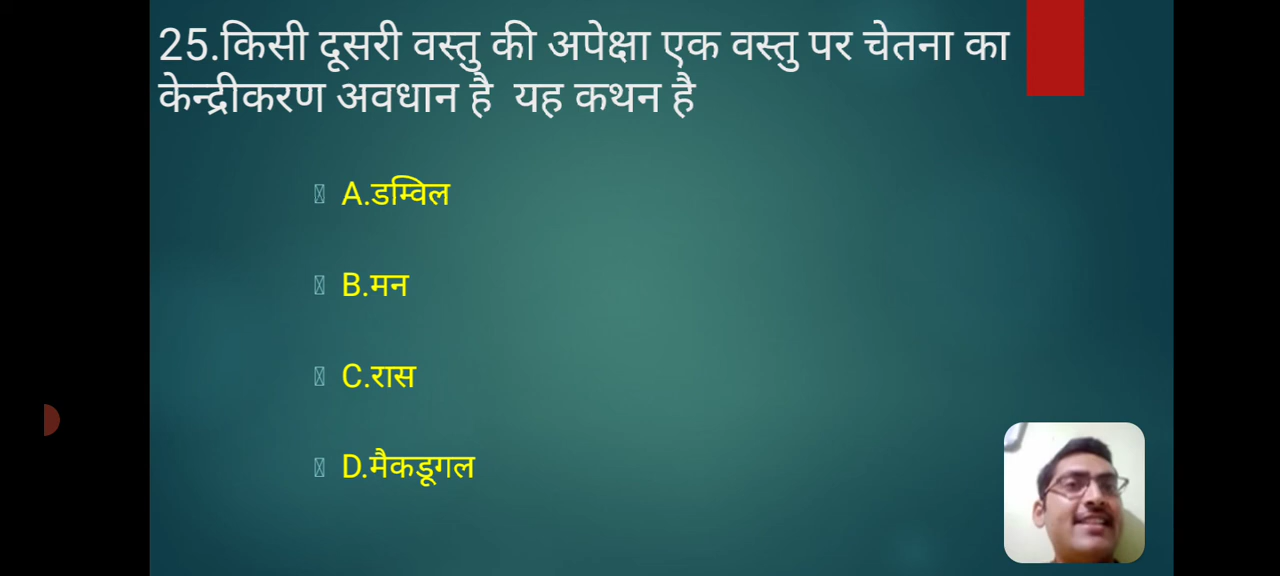 25.किसी दूसरी वस्तु की अपेक्षा एक वस्तु पर चेतना का
केन्द्रीकरण अवधान है यह कथन है
A.डम्विल
B.मन
C.रास
D.मैकडूगल